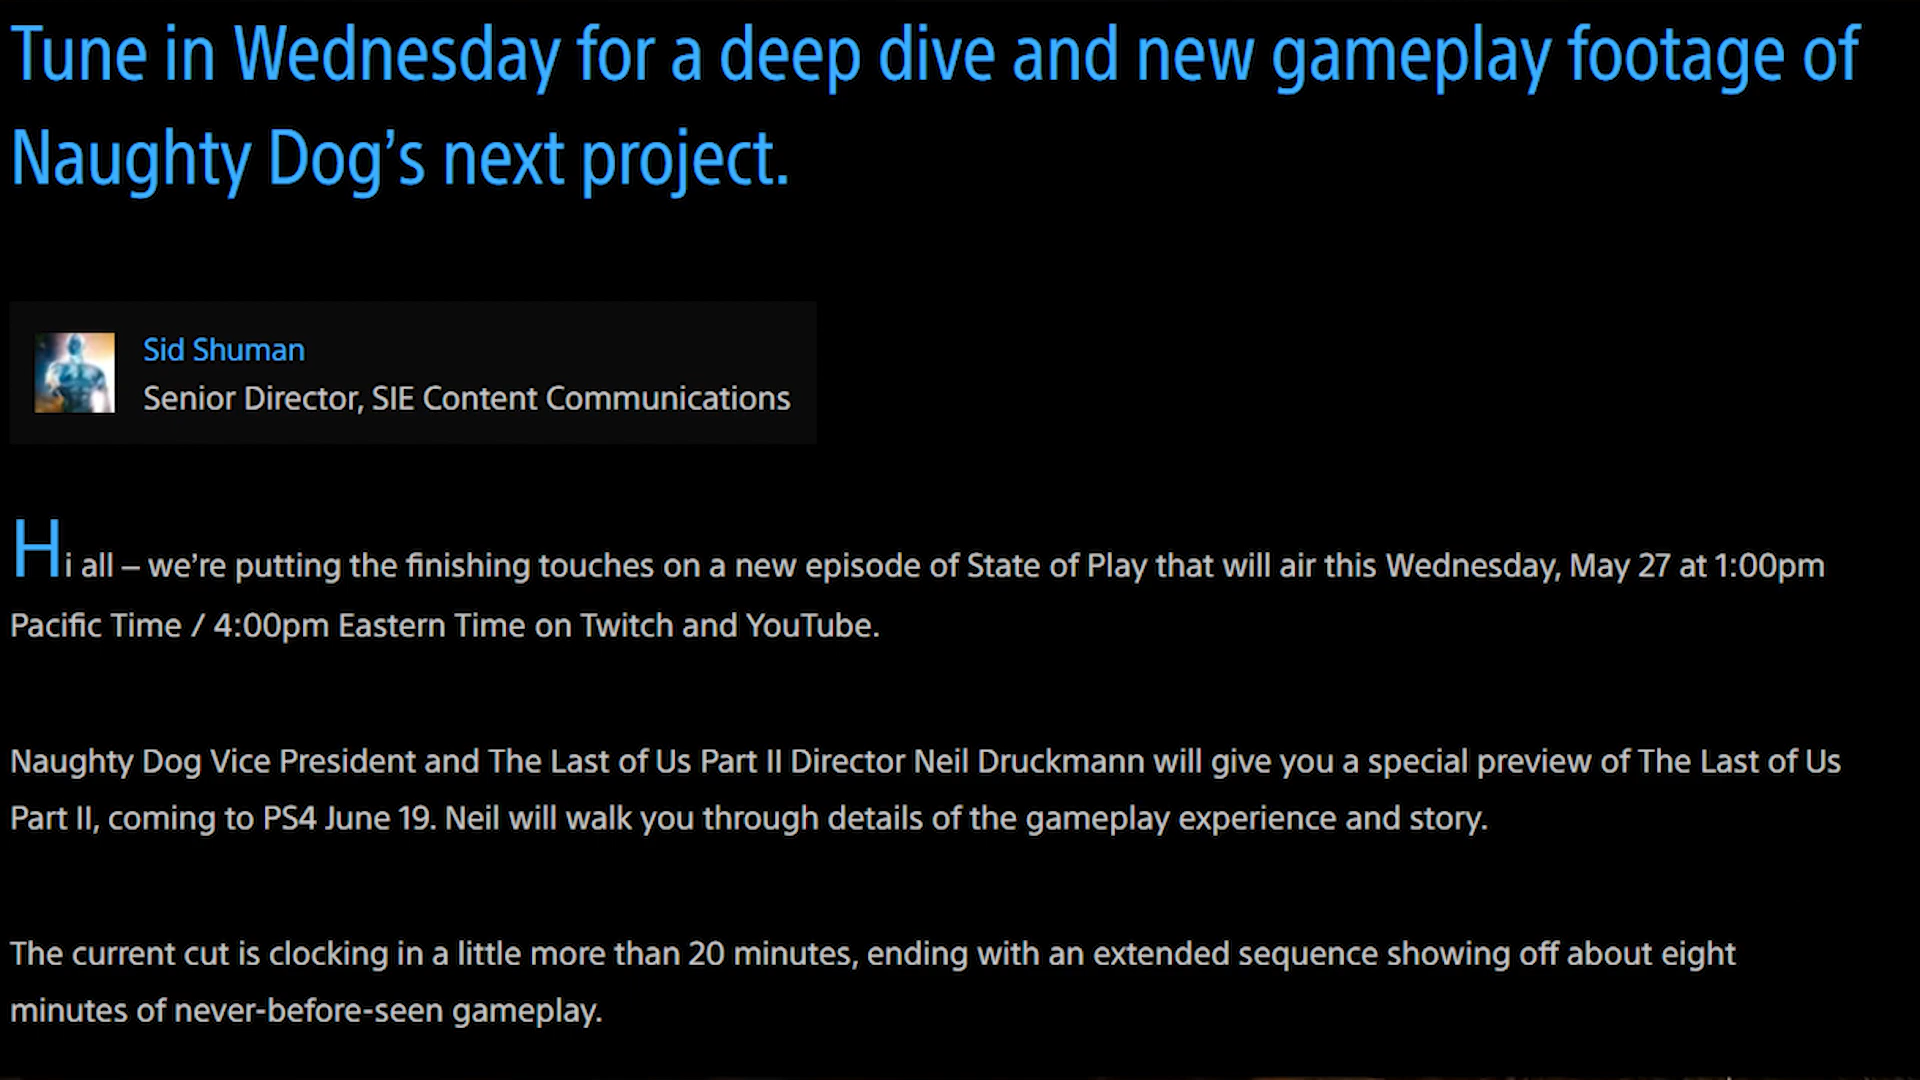 Tune in Wednesday for a deep dive and new gameplay footage of
Naughty Dog’s next project.
Sid Shuman
Senior Director, SIE Content Communications
Hi all – we’re putting the finishing touches on a new episode of State of Play that will air this Wednesday, May 27 at 1:00pm
Pacific Time / 4:00pm Eastern Time on Twitch and YouTube.
Naughty Dog Vice President and The Last of Us Part II Director Neil Druckmann will give you a special preview of The Last of Us
Part II, coming to PS4 June 19. Neil will walk you through details of the gameplay experience and story.
The current cut is clocking in a little more than 20 minutes, ending with an extended sequence showing off about eight
minutes of never-before-seen gameplay.